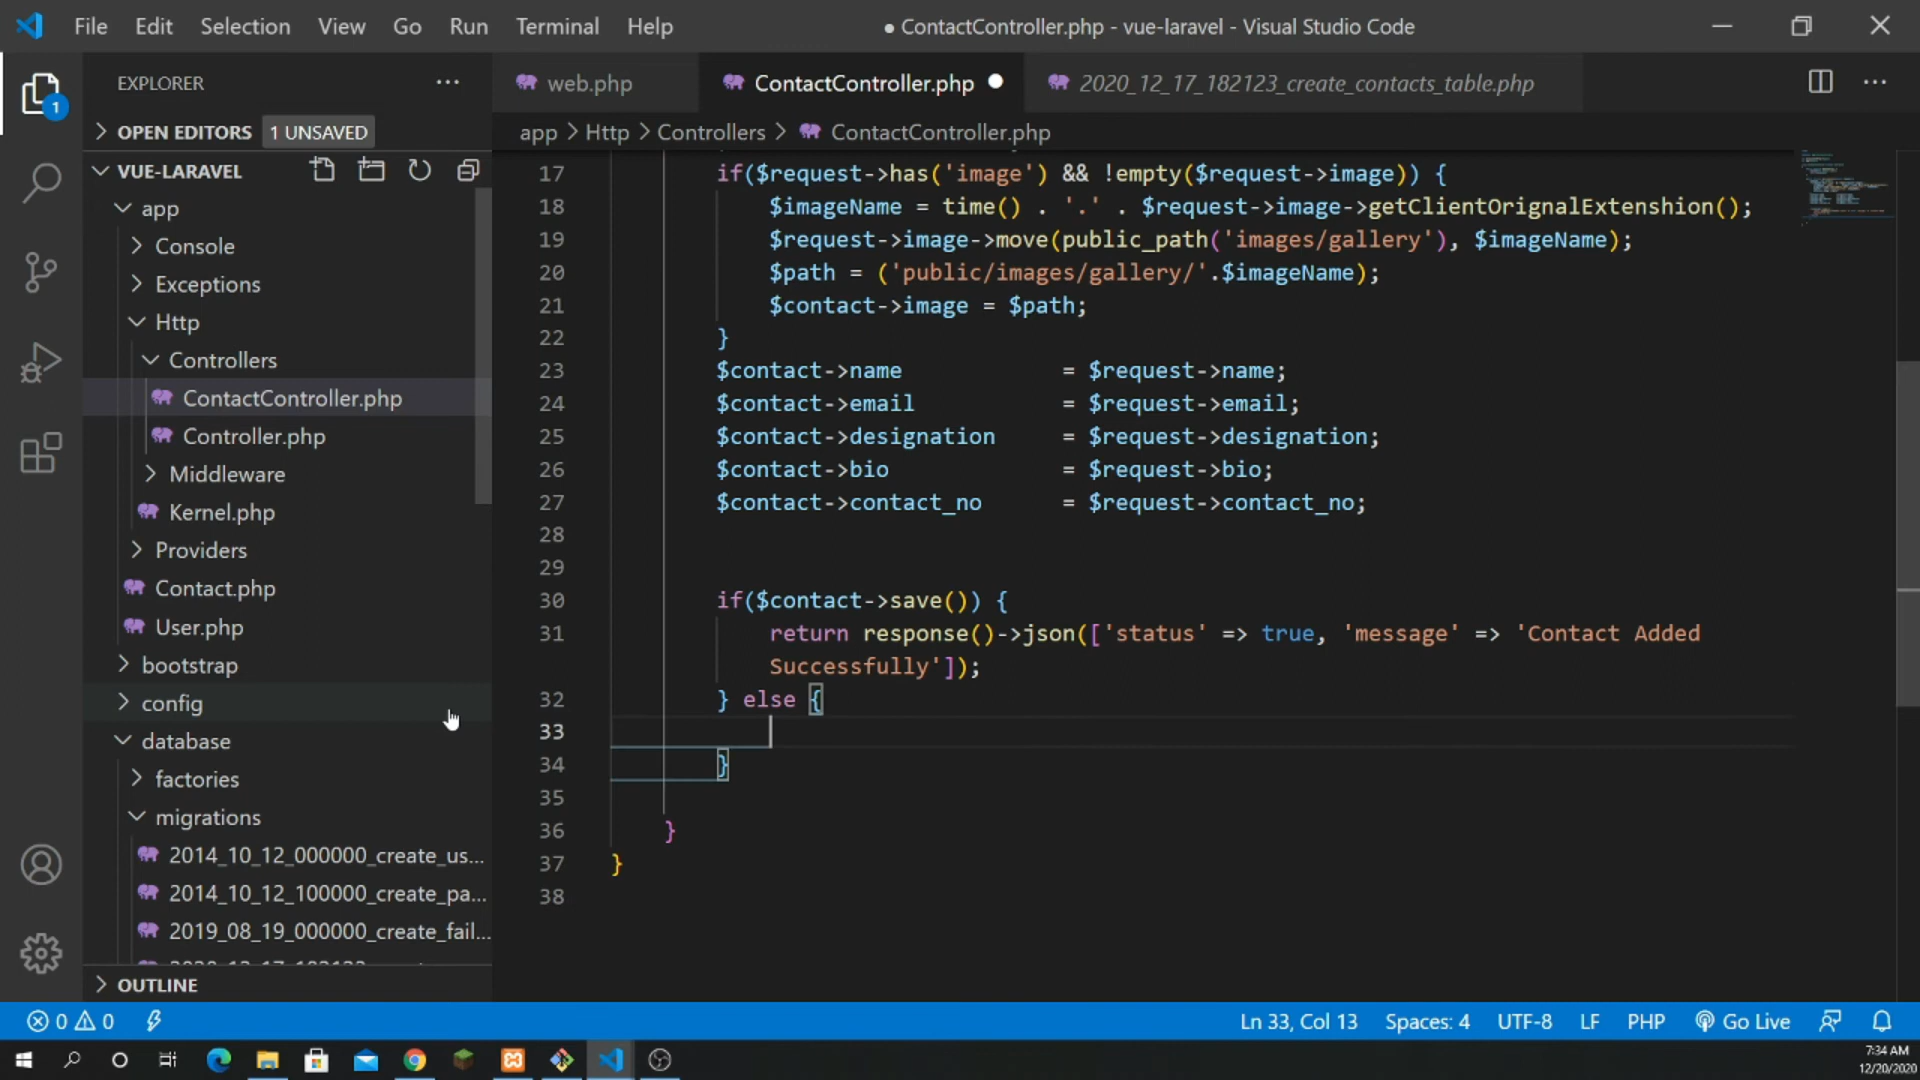 File Edit Selection View Go Run Terminal Help
● ContactController.php - vue-laravel - Visual Studio Code
EXPLORER
web.php
ContactController.php
2020_12_17_182123_create_contacts_table.php
1
OPEN EDITORS 1 UNSAVED
app > Http > Controllers > ContactController.php
VUE-LARAVEL
app
Console
Exceptions
Http
Controllers
ContactController.php
Controller.php
Middleware
Kernel.php
Providers
Contact.php
User.php
bootstrap
config
database
factories
migrations
2014_10_12_000000_create_us...
2014_10_12_100000_create_pa...
2019_08_19_000000_create_fail...
OUTLINE
17 if($request->has('image') && !empty($request->image)) {
18 $imageName = time() . '.' . $request->image->getClientOrignalExtenshion();
19 $request->image->move(public_path('images/gallery'), $imageName);
20 $path = ('public/images/gallery/'.$imageName);
21 $contact->image = $path;
22 }
23 $contact->name = $request->name;
24 $contact->email = $request->email;
25 $contact->designation = $request->designation;
26 $contact->bio = $request->bio;
27 $contact->contact_no = $request->contact_no;
28
29
30 if($contact->save()) {
31 return response()->json(['status' => true, 'message' => 'Contact Added
Successfully']);
32 } else {
33
34 }
35
36 }
37 }
38
0 0
Ln 33, Col 13 Spaces: 4 UTF-8 LF PHP Go Live
7:34 AM
12/20/2020